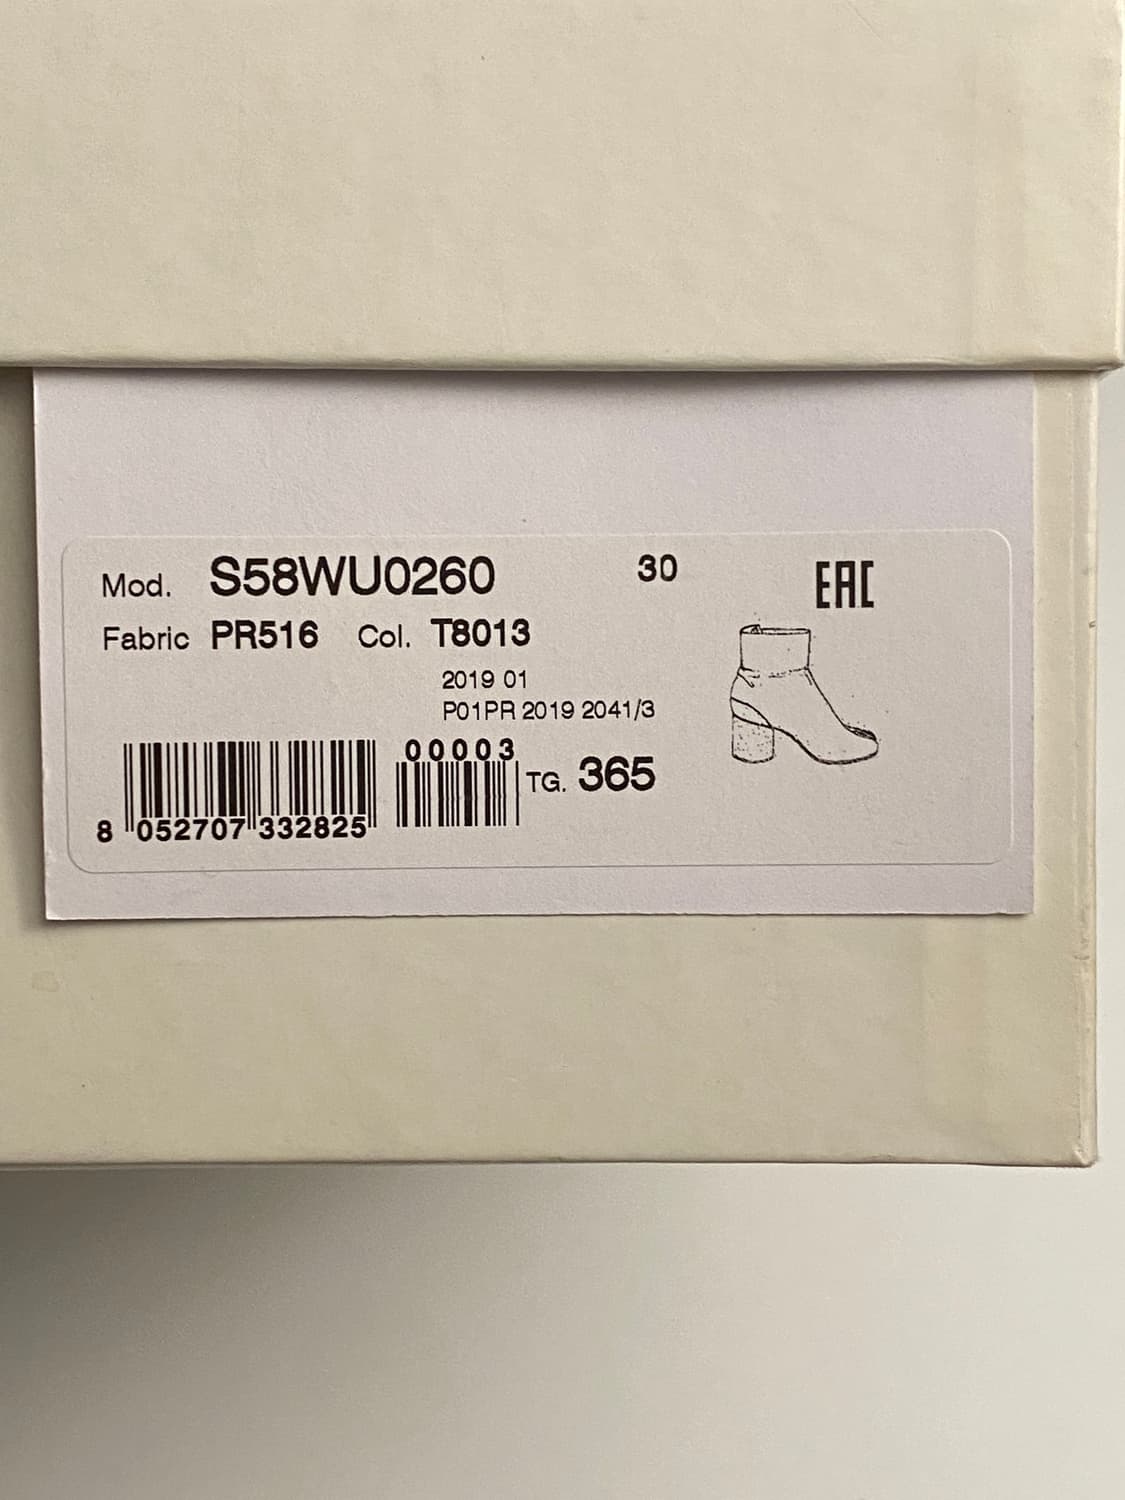 Mod. S58WU0260 30 EAC
Fabric PR516 Col. T8013
2019 01
P01PR 2019 2041/3
00003
TG. 365
8 052707 332825